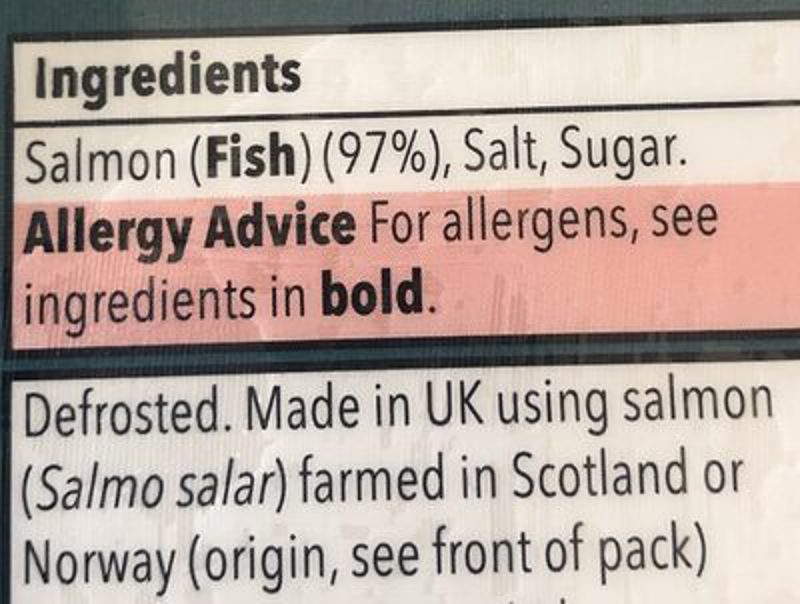 Ingredients
Salmon (Fish) (97%), Salt, Sugar.
Allergy Advice For allergens, see
ingredients in bold.
Defrosted. Made in UK using salmon
(Salmo salar) farmed in Scotland or
Norway (origin, see front of pack)